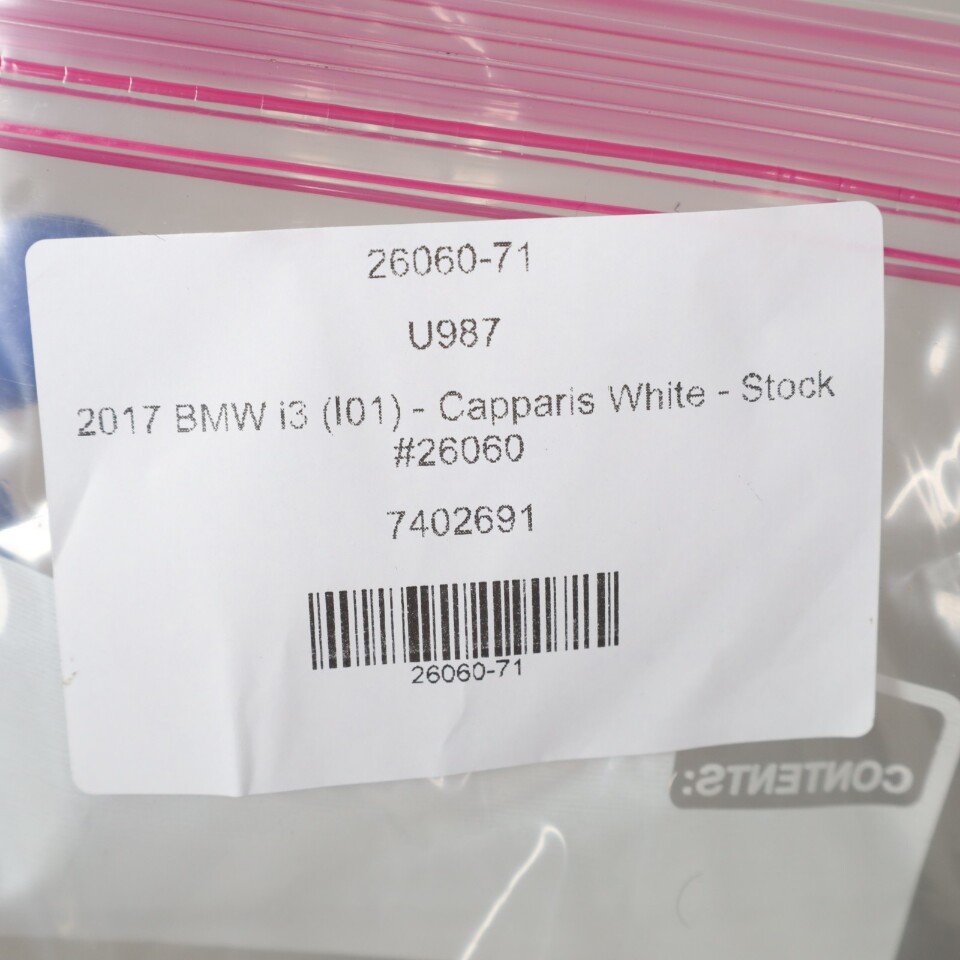 26060-71
U987
2017 BMW i3 (I01) - Capparis White - Stock
#26060
7402691
26060-71
CONTENTS: